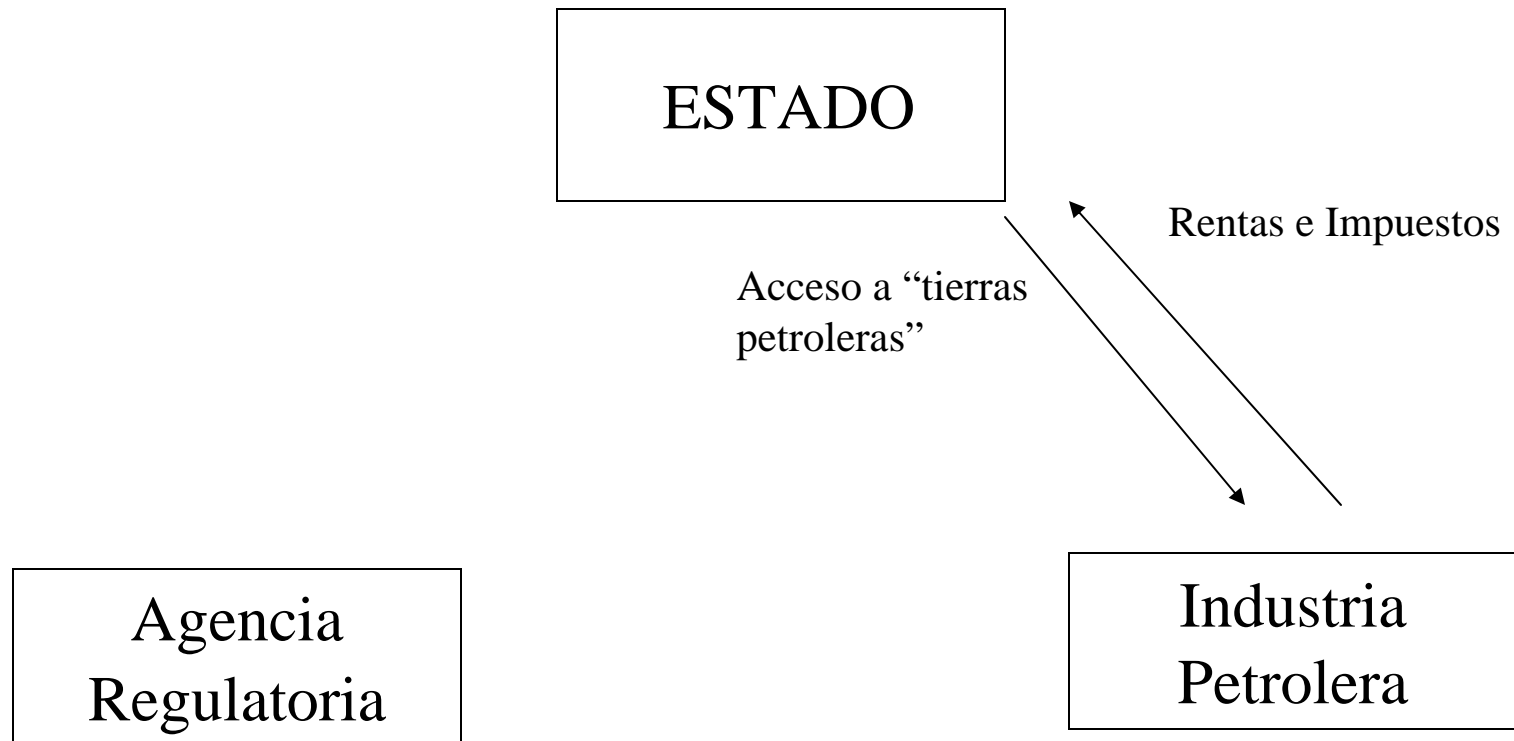 ESTADO
Rentas e Impuestos
Acceso a “tierras
petroleras”
Agencia
Regulatoria
Industria
Petrolera